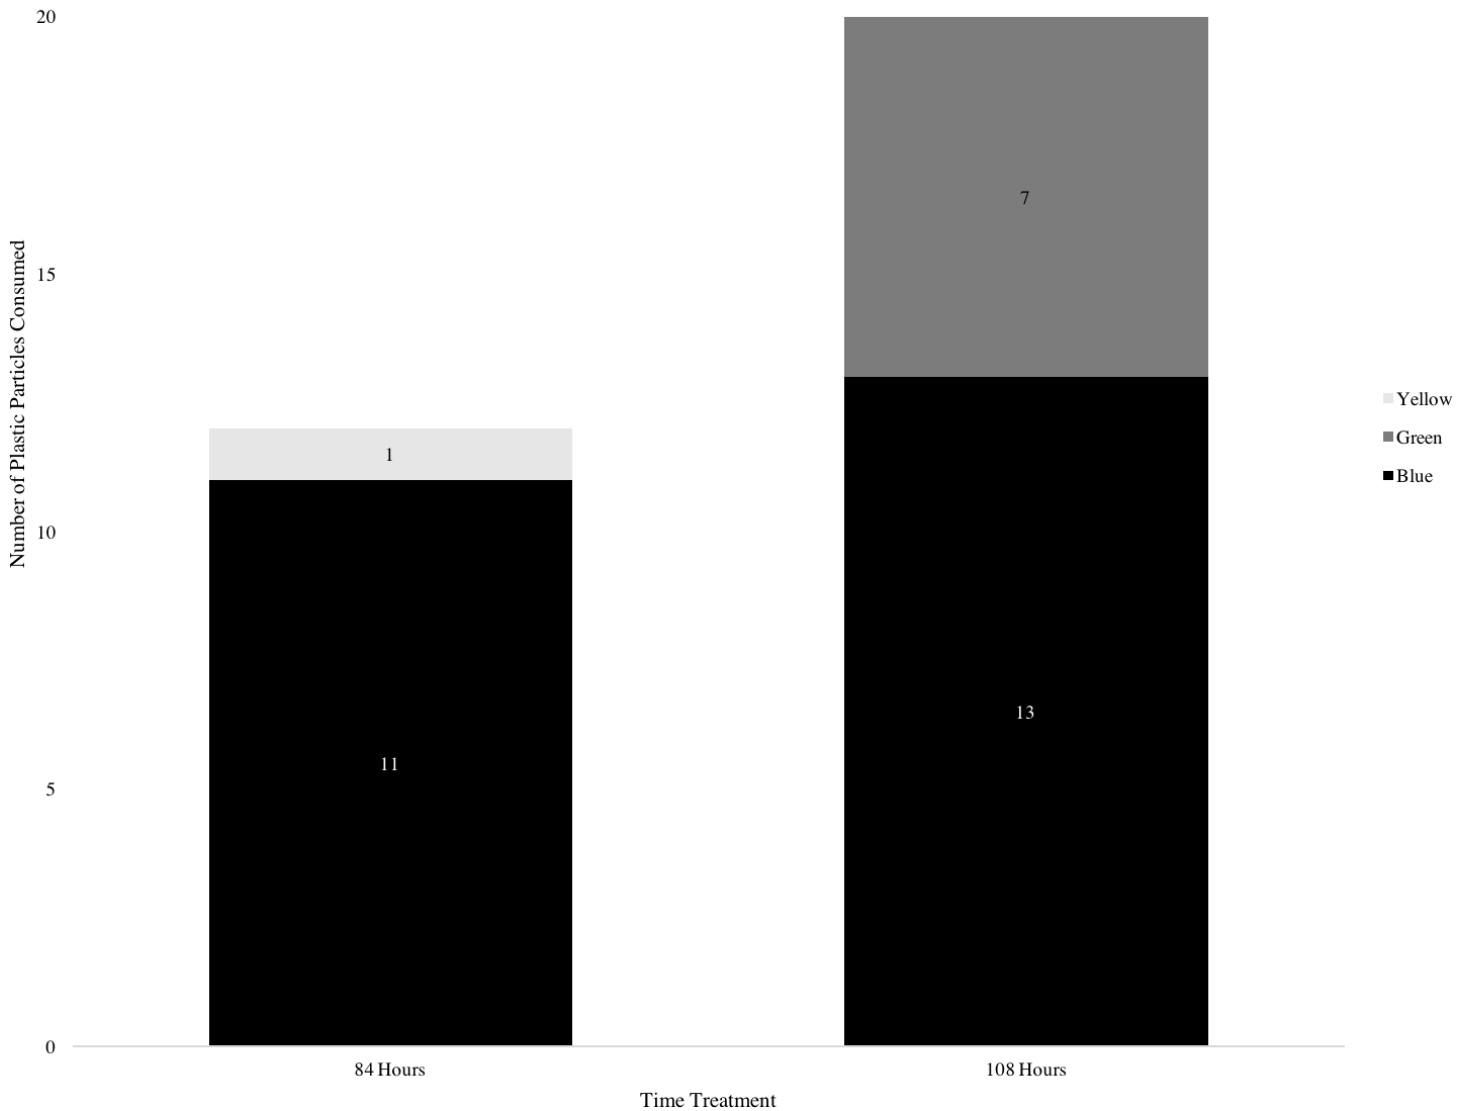 20
15
10
5
0
Number of Plastic Particles Consumed
1
11
7
13
84 Hours
108 Hours
Time Treatment
Yellow
Green
Blue